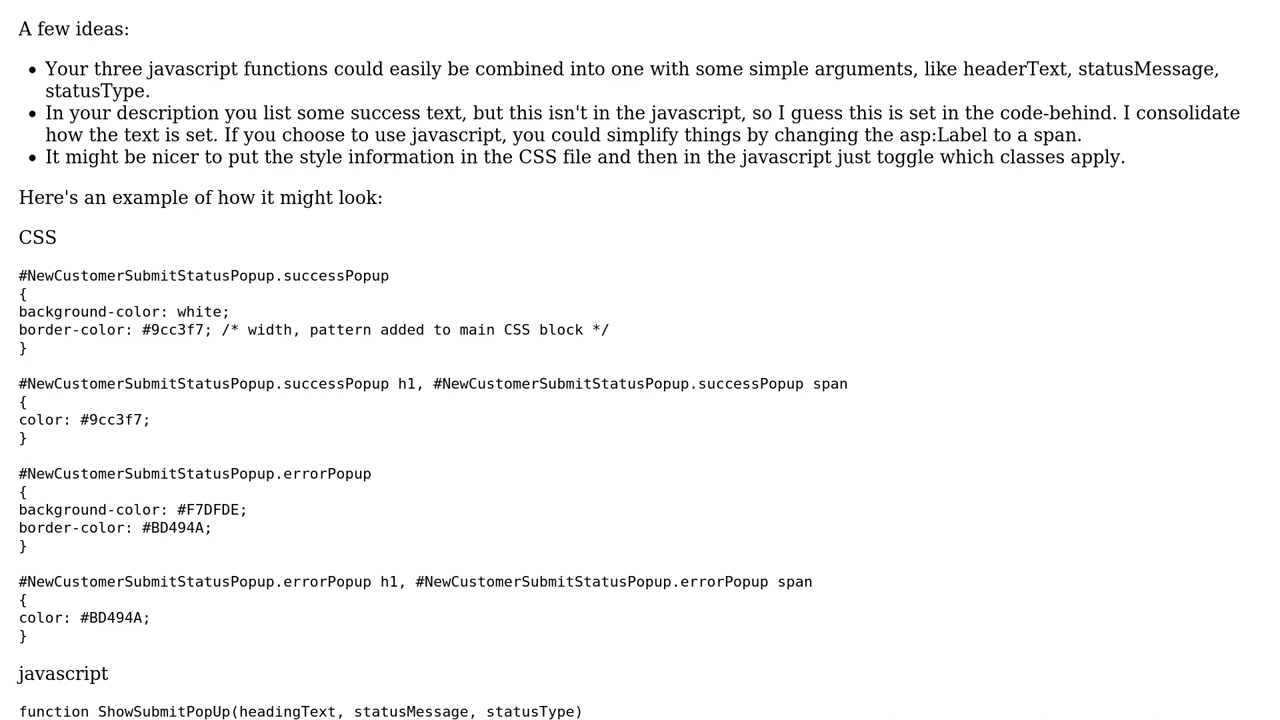 A few ideas:
• Your three javascript functions could easily be combined into one with some simple arguments, like headerText, statusMessage,
statusType.
• In your description you list some success text, but this isn't in the javascript, so I guess this is set in the code-behind. I consolidate
how the text is set. If you choose to use javascript, you could simplify things by changing the asp:Label to a span.
• It might be nicer to put the style information in the CSS file and then in the javascript just toggle which classes apply.
Here's an example of how it might look:
CSS
#NewCustomerSubmitStatusPopup.successPopup
{
background-color: white;
border-color: #9cc3f7; /* width, pattern added to main CSS block */
}
#NewCustomerSubmitStatusPopup.successPopup h1, #NewCustomerSubmitStatusPopup.successPopup span
{
color: #9cc3f7;
}
#NewCustomerSubmitStatusPopup.errorPopup
{
background-color: #F7DFDE;
border-color: #BD494A;
}
#NewCustomerSubmitStatusPopup.errorPopup h1, #NewCustomerSubmitStatusPopup.errorPopup span
{
color: #BD494A;
}
javascript
function ShowSubmitPopUp(headingText, statusMessage, statusType)